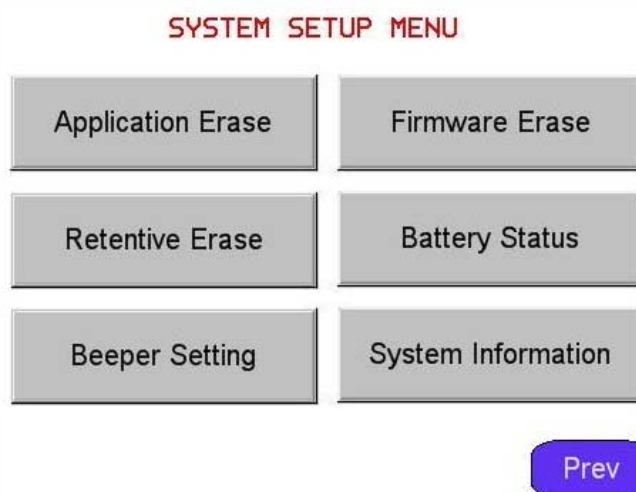 SYSTEM SETUP MENU
Application Erase
Firmware Erase
Retentive Erase
Battery Status
Beeper Setting
System Information
Prev